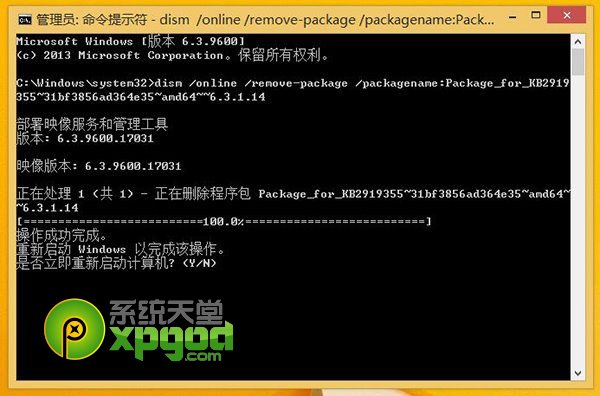 管理员: 命令提示符 - dism /online /remove-package /packagename:Pack...
Microsoft Windows [版本 6.3.9600]
(c) 2013 Microsoft Corporation。保留所有权利。
C:\Windows\system32>dism /online /remove-package /packagename:Package_for_KB2919
355~31bf3856ad364e35~amd64~~6.3.1.14
部署映像服务和管理工具
版本: 6.3.9600.17031
映像版本: 6.3.9600.17031
正在处理 1 (共 1) - 正在删除程序包 Package_for_KB2919355~31bf3856ad364e35~amd64~
~6.3.1.14
[==========================100.0%==========================]
操作成功完成。
重新启动 Windows 以完成该操作。
是否立即重新启动计算机? (Y/N)
系统天堂
xpgod.com